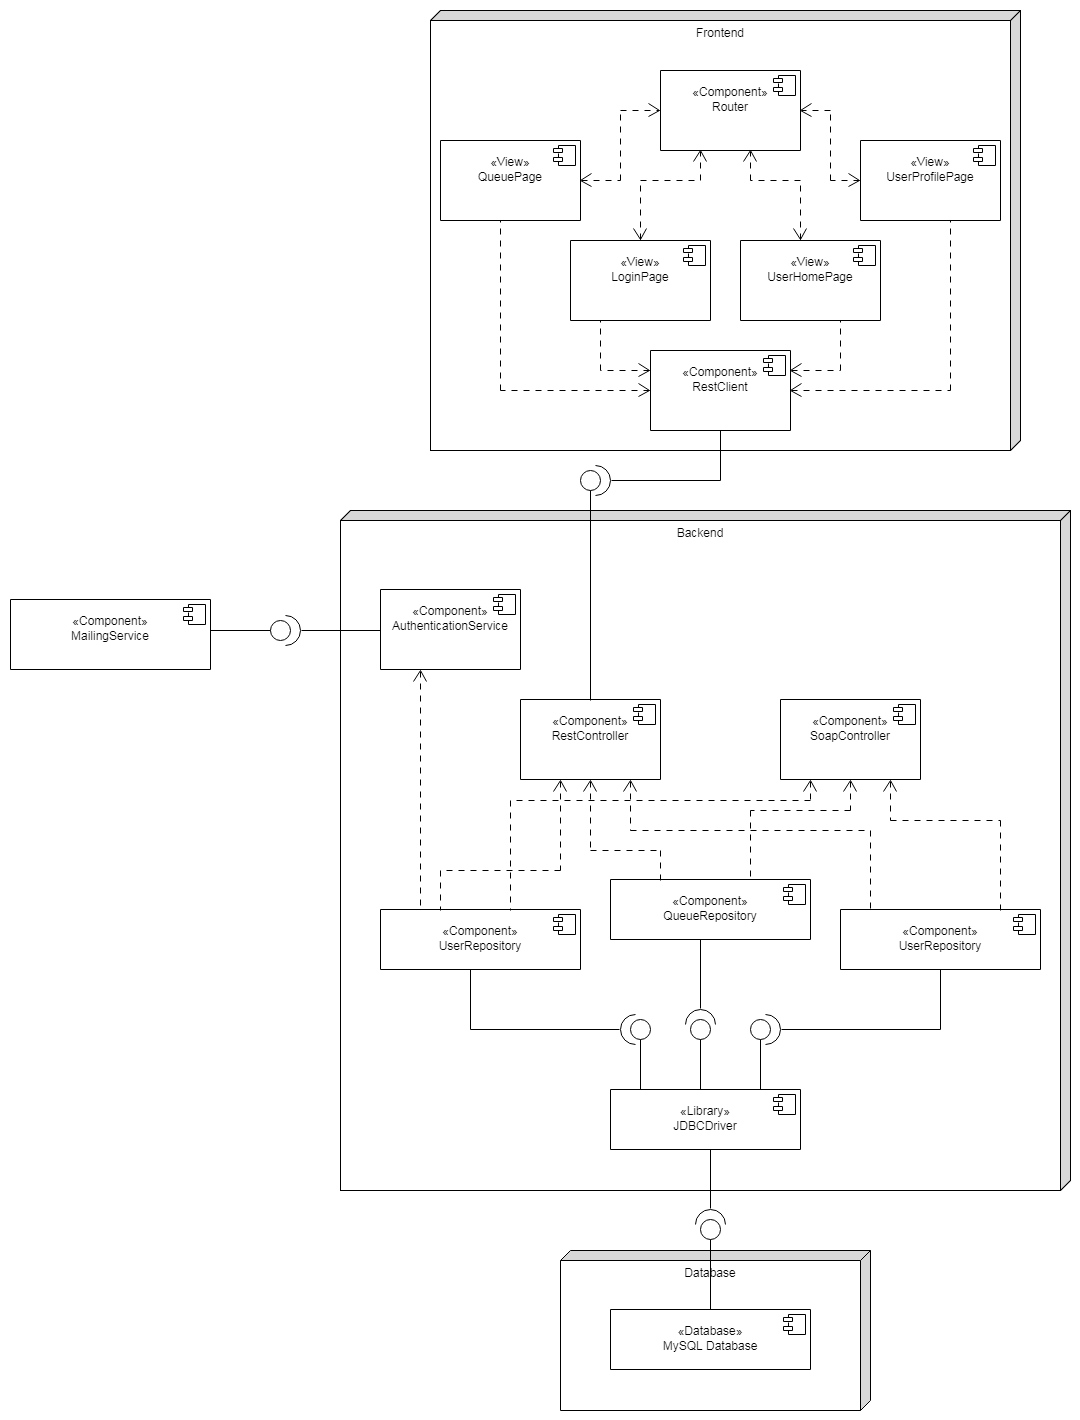 Frontend
«Component»
Router
«View»
QueuePage
«View»
UserProfilePage
«View»
LoginPage
«View»
UserHomePage
«Component»
RestClient
Backend
«Component»
MailingService
«Component»
AuthenticationService
«Component»
RestController
«Component»
SoapController
«Component»
UserRepository
«Component»
QueueRepository
«Component»
UserRepository
«Library»
JDBCDriver
Database
«Database»
MySQL Database